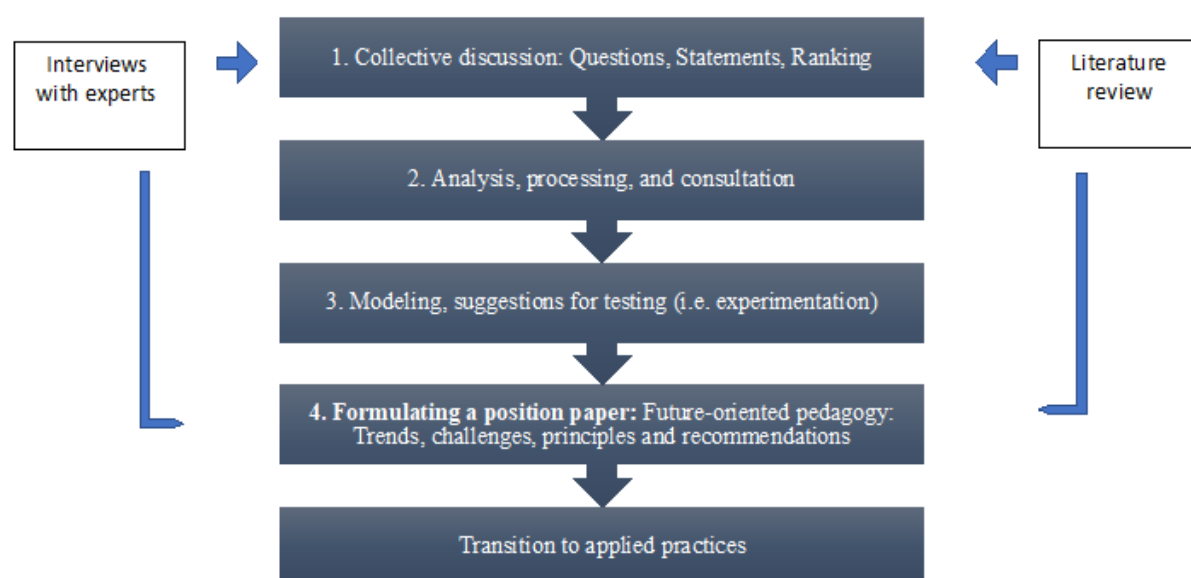 Interviews
with experts
1. Collective discussion: Questions, Statements, Ranking
Literature
review
2. Analysis, processing, and consultation
3. Modeling, suggestions for testing (i.e. experimentation)
4. Formulating a position paper: Future-oriented pedagogy:
Trends, challenges, principles and recommendations
Transition to applied practices